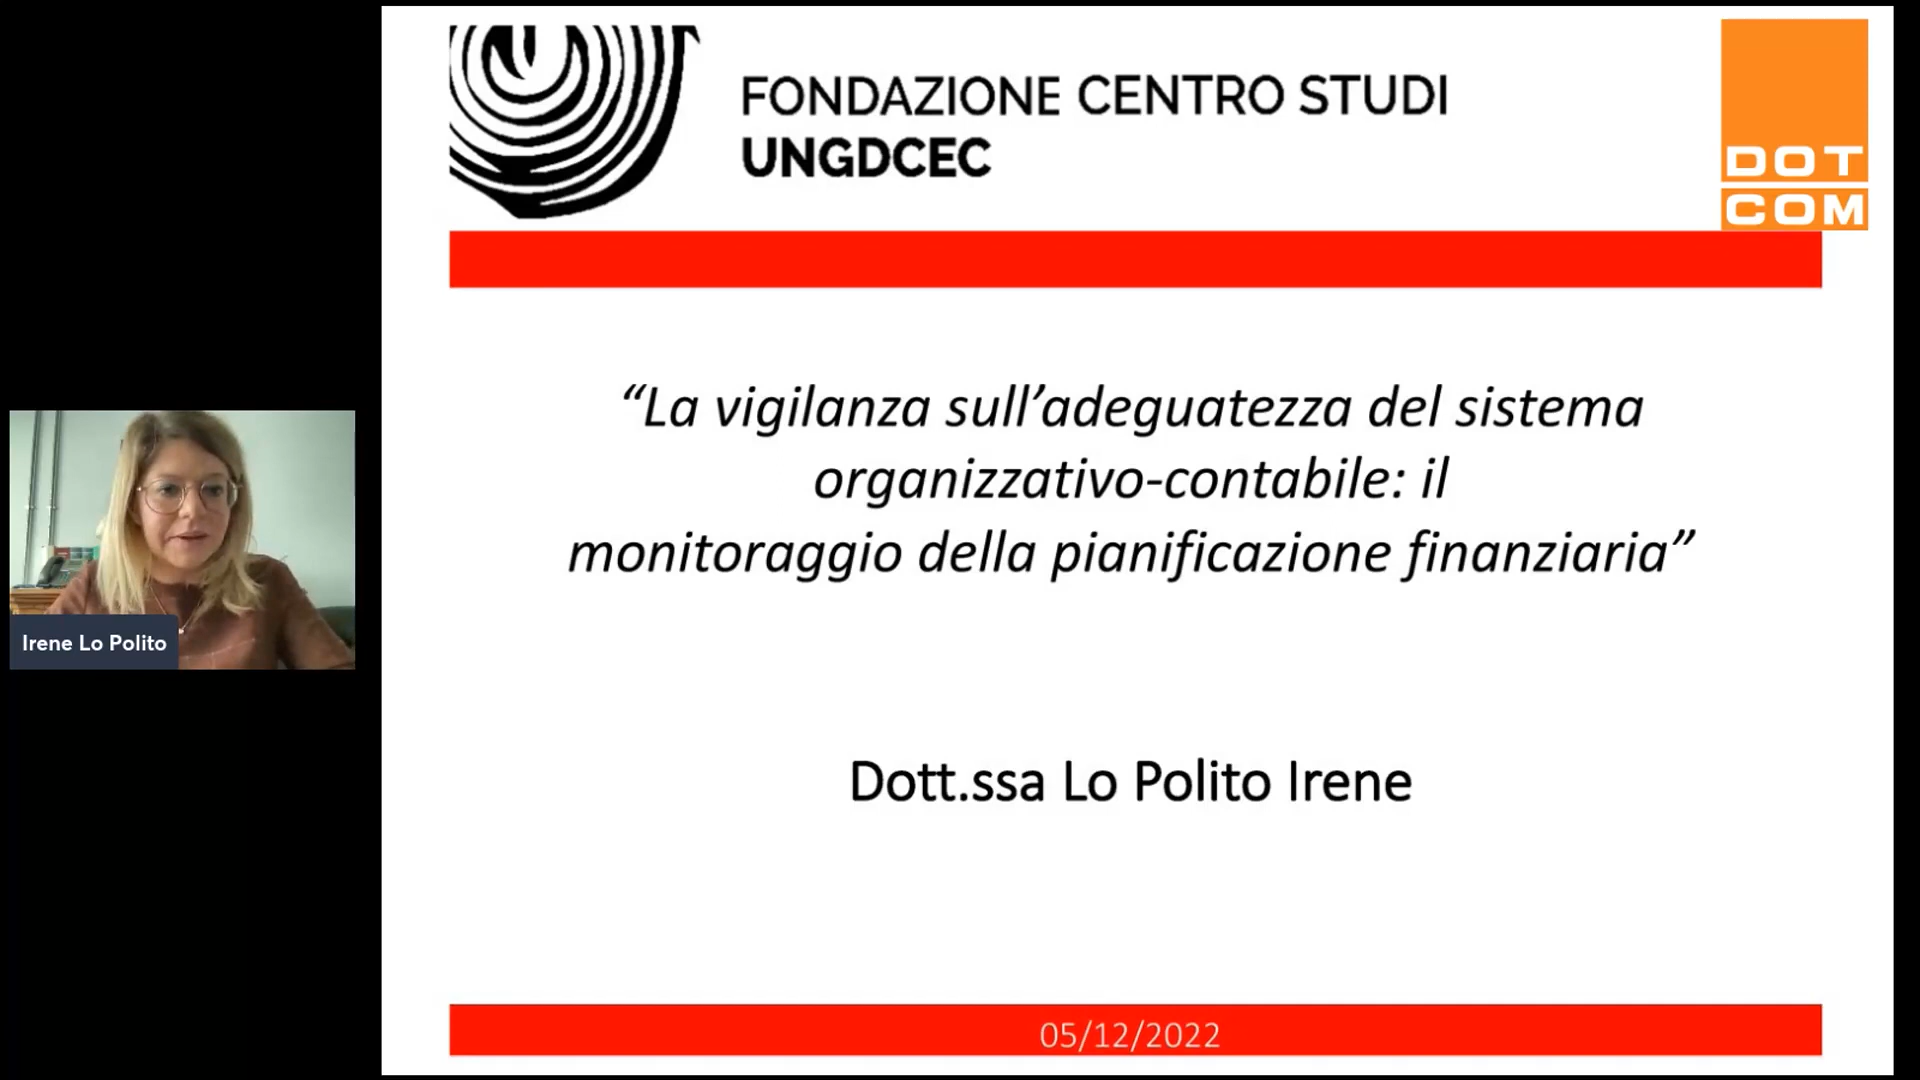 FONDAZIONE CENTRO STUDI
UNGDCEC
DOT
COM
“La vigilanza sull’adeguatezza del sistema
organizzativo-contabile: il
monitoraggio della pianificazione finanziaria”
Irene Lo Polito
Dott.ssa Lo Polito Irene
05/12/2022